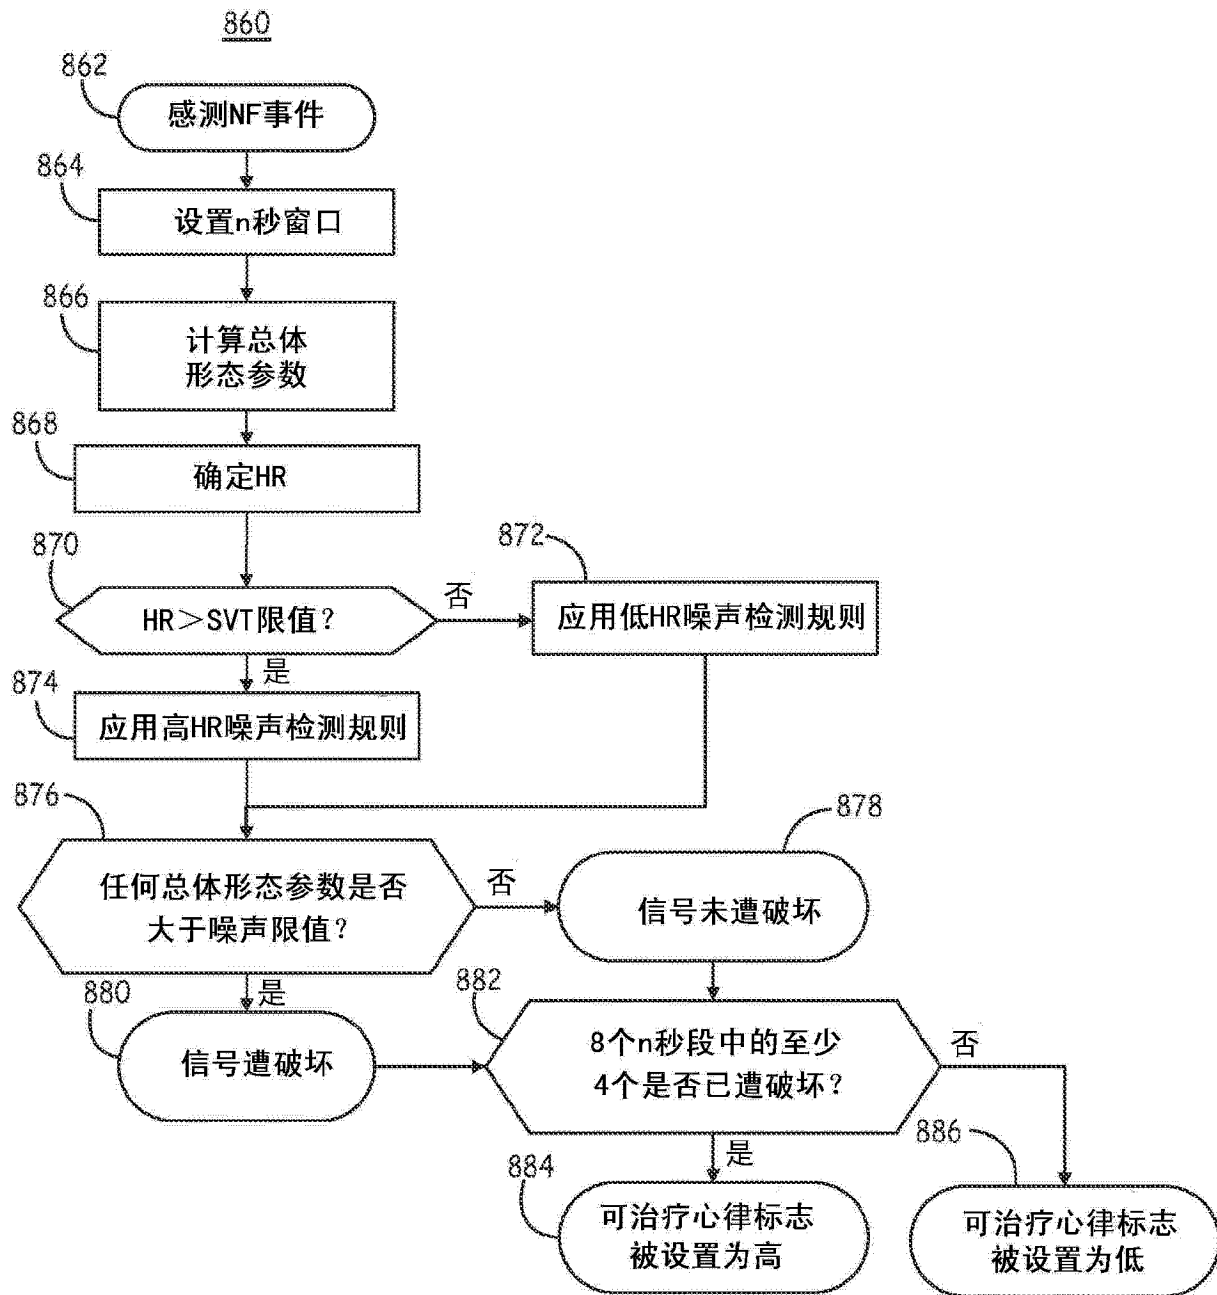 860
862
感测NF事件
864
设置n秒窗口
866
计算总体
形态参数
868
确定HR
870
HR＞SVT限值？
否
872
应用低HR噪声检测规则
是
874
应用高HR噪声检测规则
876
任何总体形态参数是否
大于噪声限值？
否
878
信号未遭破坏
是
880
信号遭破坏
882
8个n秒段中的至少
4个是否已遭破坏？
否
是
884
可治疗心律标志
被设置为高
886
可治疗心律标志
被设置为低